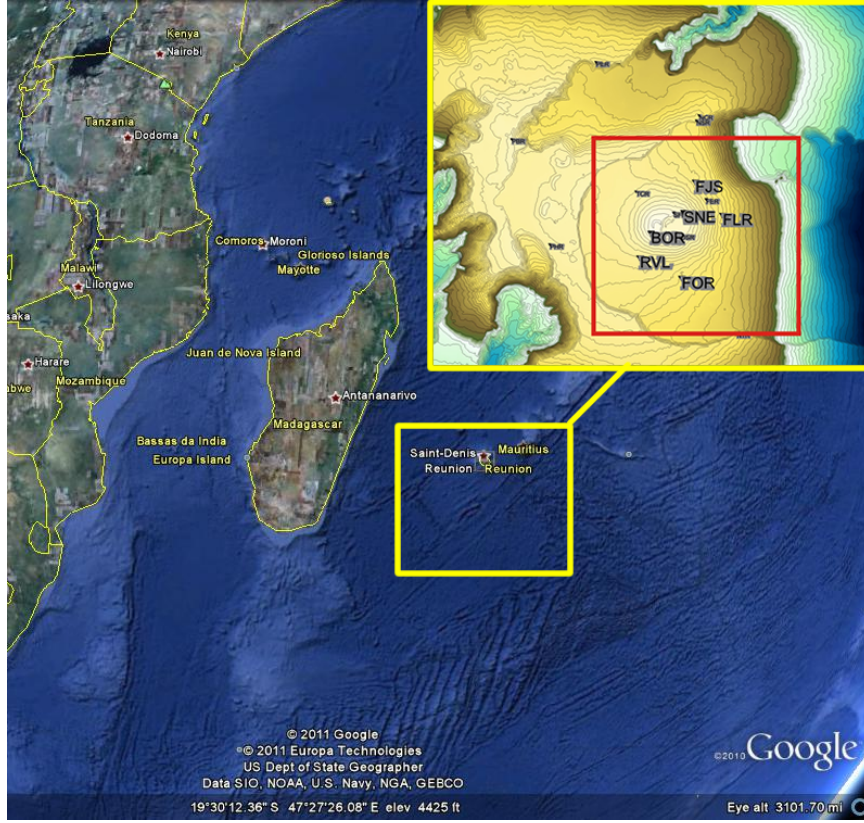 Kenya
Nairobi
Tanzania
Dodoma
Comoros
Moroni
Glorioso Islands
Mayotte
Malawi
Lilongwe
saka
Harare
abwe
Mozambique
Juan de Nova Island
Antananarivo
Madagascar
Bassas da India
Europa Island
Saint-Denis
Mauritius
Reunion
Reunion
FJS
SNE
FLR
BOR
RVL
FOR
© 2011 Google
© 2011 Europa Technologies
US Dept of State Geographer
Data SIO, NOAA, U.S. Navy, NGA, GEBCO
©2010 Google
19°30'12.36" S 47°27'26.08" E elev 4425 ft
Eye alt 3101.70 mi